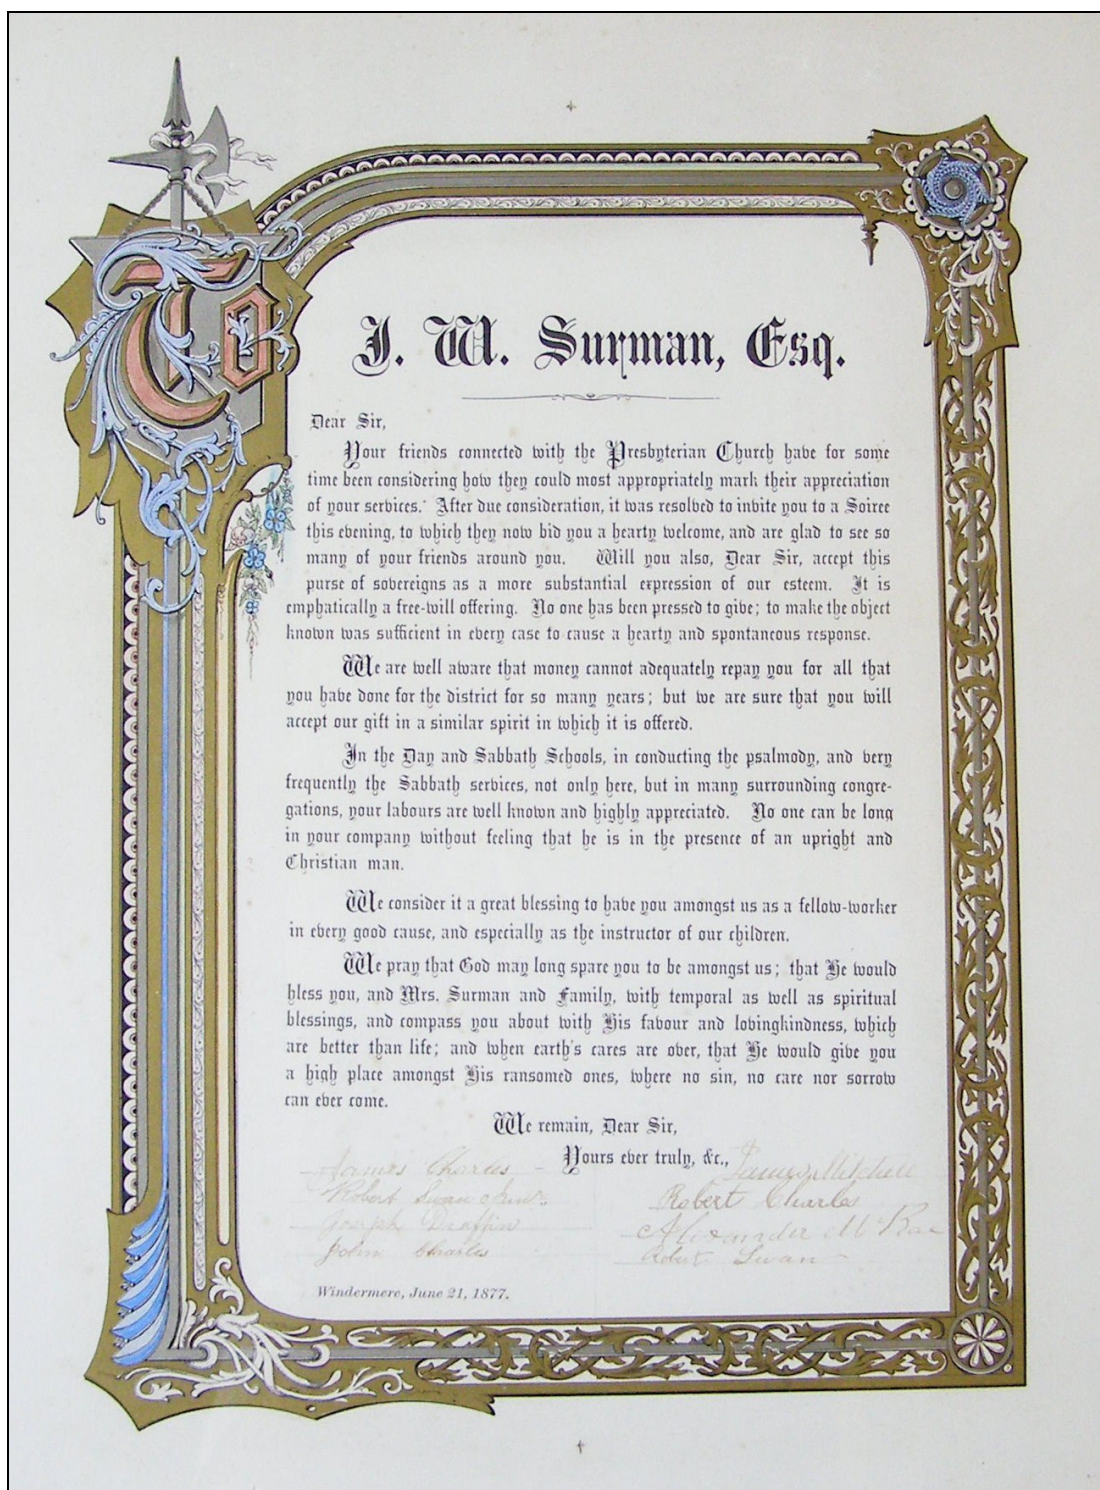 To
J. W. Surman, Esq.
Dear Sir,
Your friends connected with the Presbyterian Church have for some
time been considering how they could most appropriately mark their appreciation
of your services. After due consideration, it was resolved to invite you to a Soiree
this evening, to which they now bid you a hearty welcome, and are glad to see so
many of your friends around you. Will you also, Dear Sir, accept this
purse of sovereigns as a more substantial expression of our esteem. It is
emphatically a free-will offering. No one has been pressed to give; to make the object
known was sufficient in every case to cause a hearty and spontaneous response.
We are well aware that money cannot adequately repay you for all that
you have done for the district for so many years; but we are sure that you will
accept our gift in a similar spirit in which it is offered.
In the Day and Sabbath Schools, in conducting the psalmody, and very
frequently the Sabbath services, not only here, but in many surrounding congre-
gations, your labours are well known and highly appreciated. No one can be long
in your company without feeling that he is in the presence of an upright and
Christian man.
We consider it a great blessing to have you amongst us as a fellow-worker
in every good cause, and especially as the instructor of our children.
We pray that God may long spare you to be amongst us; that He would
bless you, and Mrs. Surman and Family, with temporal as well as spiritual
blessings, and compass you about with His favour and lovingkindness, which
are better than life; and when earth's cares are over, that He would give you
a high place amongst His ransomed ones, where no sin, no care nor sorrow
can ever come.
We remain, Dear Sir,
Yours ever truly, &c.,
James Charles James Mitchell
Robert Swan Robert Charles
Joseph Draffin Alexander McRae
John Charles Robt. Swan
Windermere, June 21, 1877.